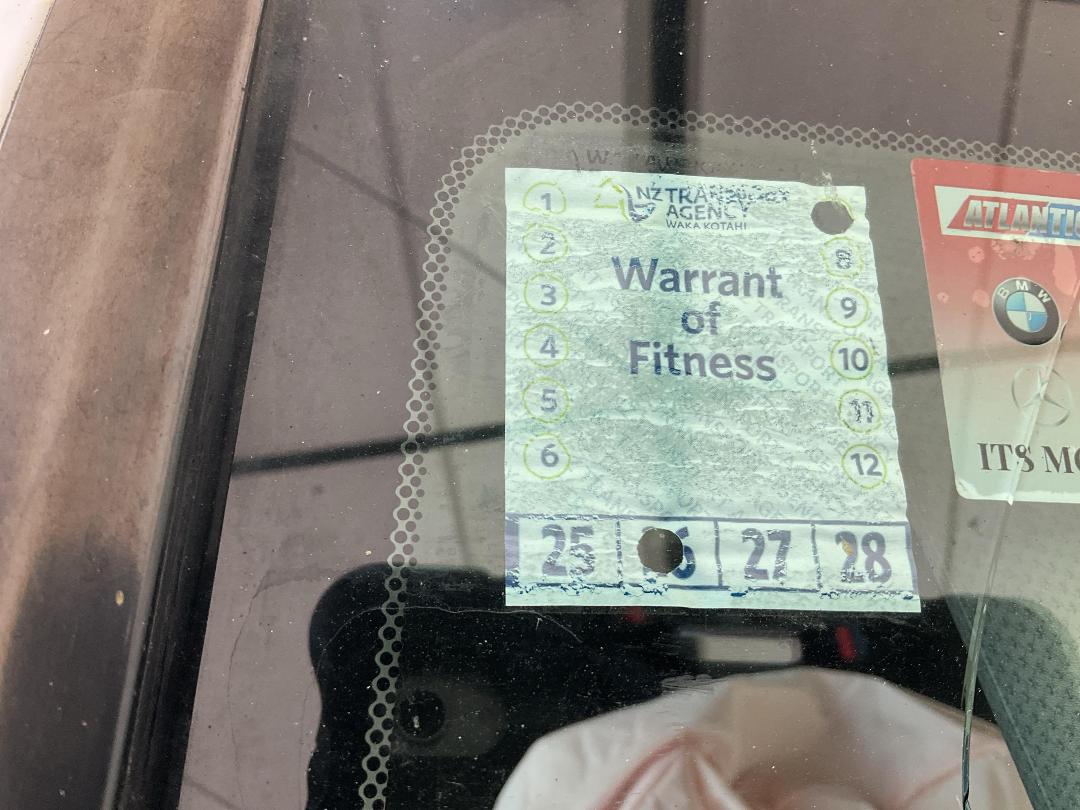 1
NZ TRANSPORT
AGENCY
WAKA KOTAHI
2
8
Warrant
of
Fitness
3
9
4
10
5
11
6
12
25
6
27
28
ATLANTIC
BMW
ITS MO